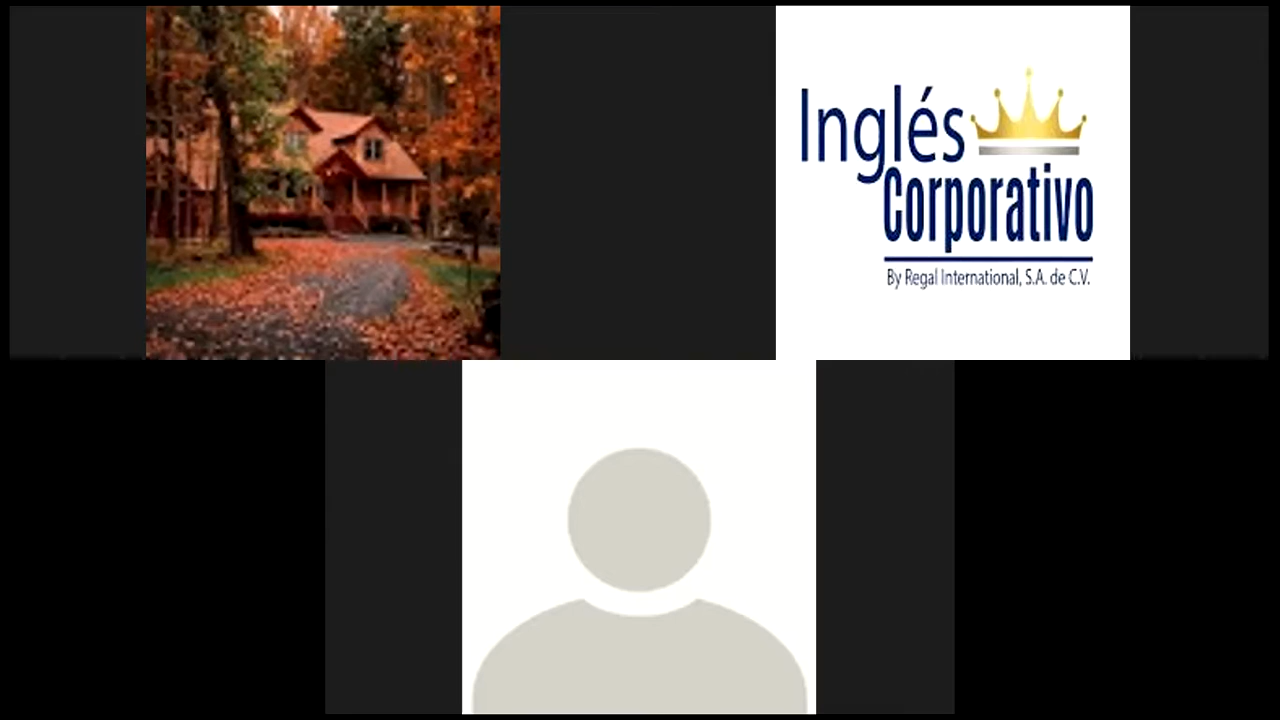 Inglés
Corporativo
By Regal International, S.A. de C.V.